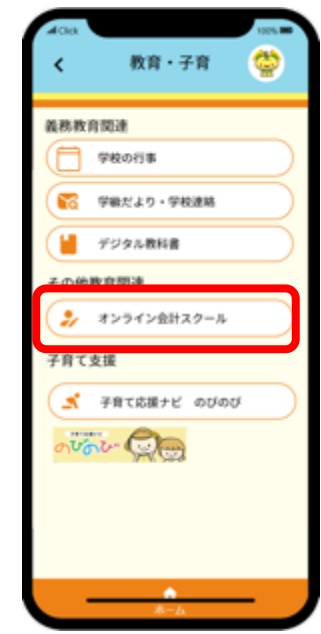 Click
100%
教育・子育
義務教育関連
学校の行事
学級だより・学校連絡
デジタル教科書
その他教育関連
オンライン会計スクール
子育て支援
子育て応援ナビ のびのび
のびのび
ホーム